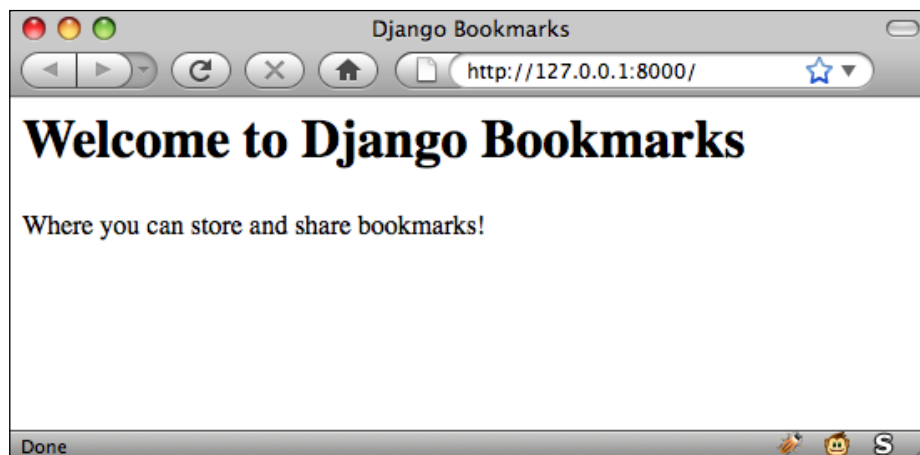 Django Bookmarks
http://127.0.0.1:8000/
Welcome to Django Bookmarks
Where you can store and share bookmarks!
Done
S